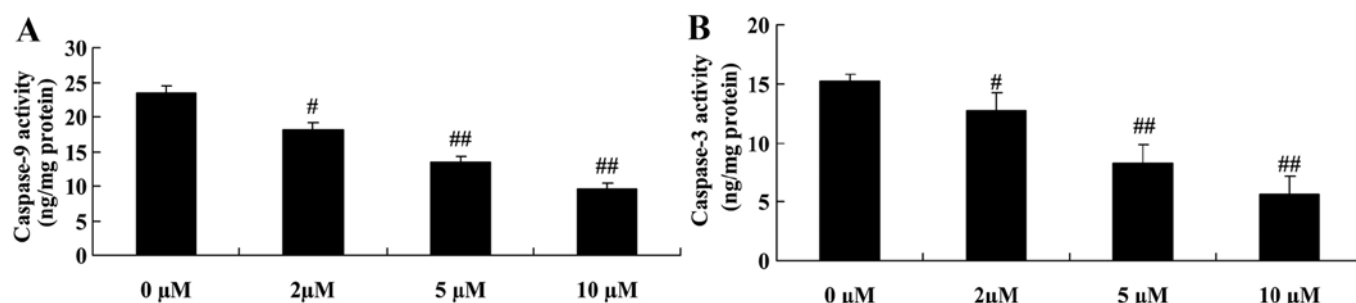 A
Caspase-9 activity
(ng/mg protein)
30
25
20
15
10
5
0
#
##
##
0 μM
2μM
5 μM
10 μM
B
Caspase-3 activity
(ng/mg protein)
20
15
10
5
0
#
##
##
0 μM
2μM
5 μM
10 μM